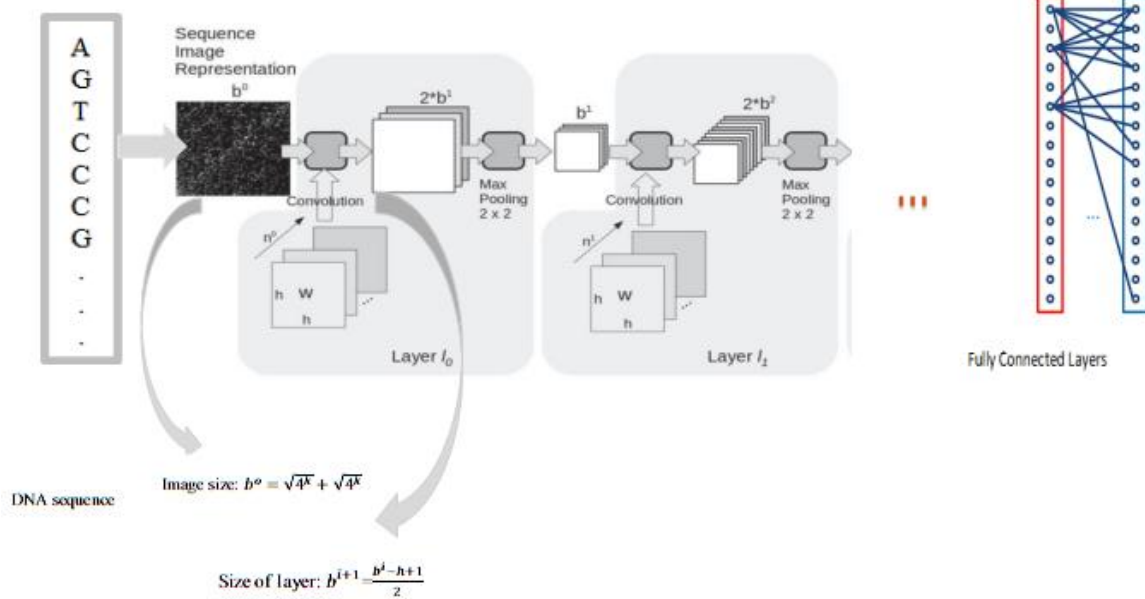 A
G
T
C
C
C
G
.
.
.
Sequence
Image
Representation
b⁰
2*b¹
Convolution
Max
Pooling
2 x 2
n⁰
h
W
h
...
Layer l₀
b¹
2*b²
Convolution
Max
Pooling
2 x 2
n¹
h
W
h
...
Layer l₁
...
...
Fully Connected Layers
DNA sequence
Image size: b⁰ = √4ᵏ + √4ᵏ
Size of layer: bⁱ⁺¹ = (bⁱ−h+1)/2